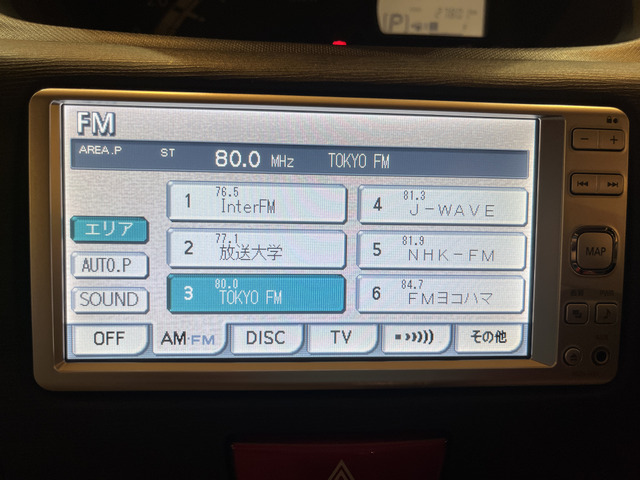 P
FM
AREA.P ST 80.0 MHz TOKYO FM
エリア
AUTO.P
SOUND
1 76.5 InterFM
2 77.1 放送大学
3 80.0 TOKYO FM
4 81.3 J-WAVE
5 81.9 NHK-FM
6 84.7 FMヨコハマ
OFF
AM·FM
DISC
TV
その他
MAP